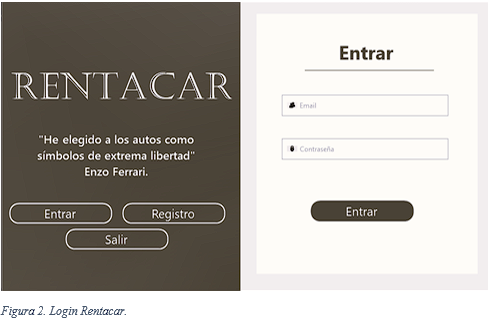 RENTACAR
"He elegido a los autos como
símbolos de extrema libertad"
Enzo Ferrari.
Entrar
Registro
Salir
Entrar
Email
Contraseña
Entrar
Figura 2. Login Rentacar.